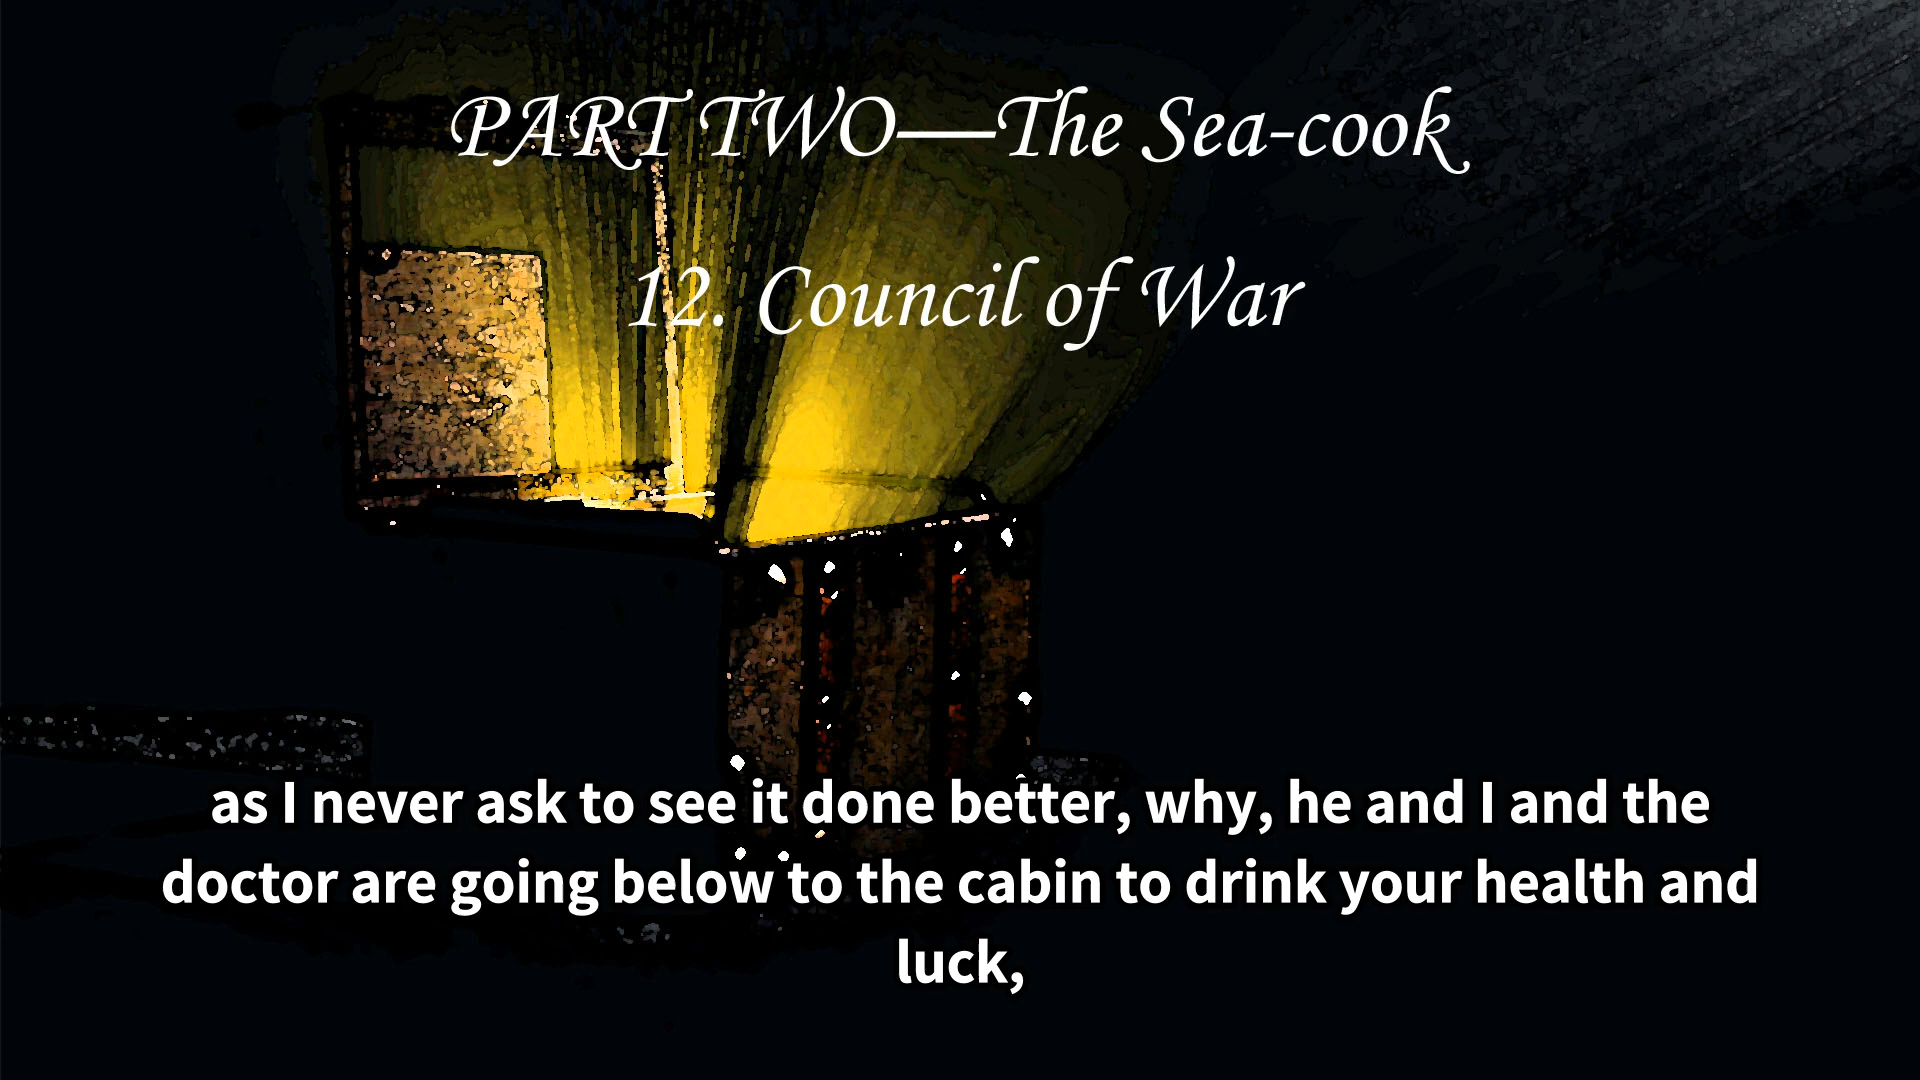 PART TWO—The Sea-cook
12. Council of War
as I never ask to see it done better, why, he and I and the
doctor are going below to the cabin to drink your health and
luck,